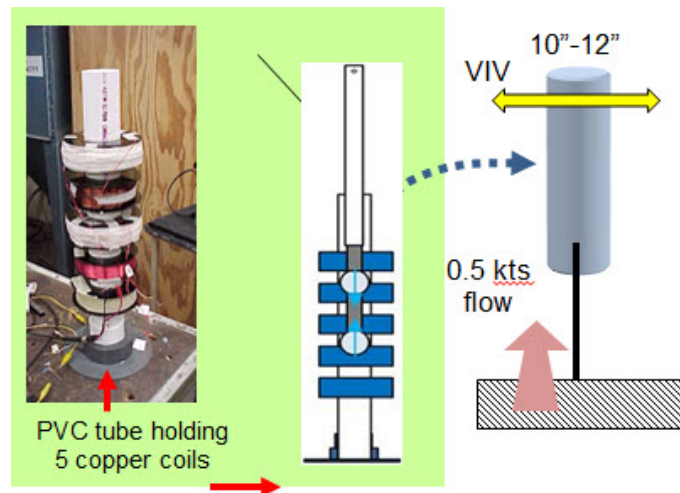 10”-12”
VIV
0.5 kts
flow
PVC tube holding
5 copper coils